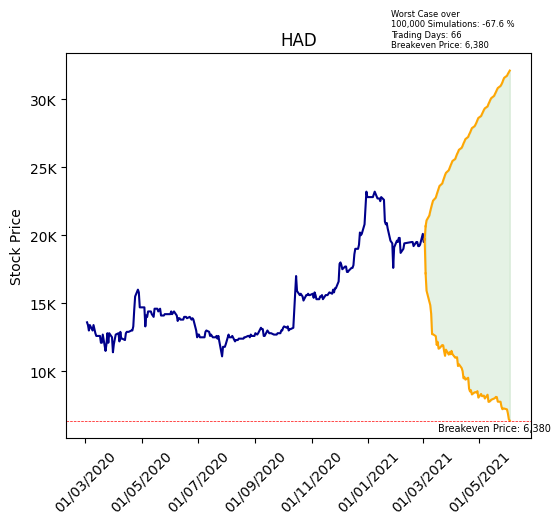 Worst Case over
100,000 Simulations: -67.6 %
Trading Days: 66
Breakeven Price: 6,380
HAD
Stock Price
30K
25K
20K
15K
10K
Breakeven Price: 6,380
01/03/2020
01/05/2020
01/07/2020
01/09/2020
01/11/2020
01/01/2021
01/03/2021
01/05/2021